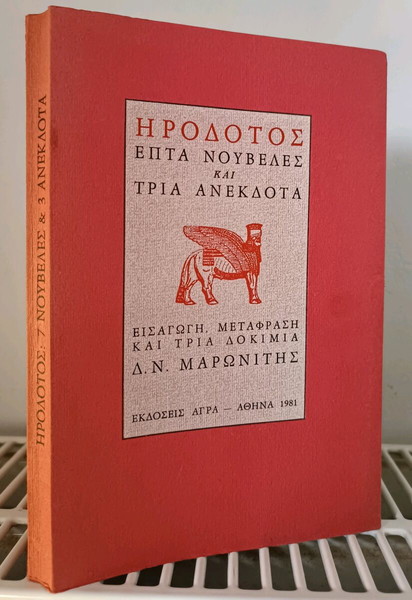 ΗΡΟΔΟΤΟΣ: 7 ΝΟΥΒΕΛΕΣ & 3 ΑΝΕΚΔΟΤΑ
ΗΡΟΔΟΤΟΣ
ΕΠΤΑ ΝΟΥΒΕΛΕΣ
ΚΑΙ
ΤΡΙΑ ΑΝΕΚΔΟΤΑ
ΕΙΣΑΓΩΓΗ, ΜΕΤΑΦΡΑΣΗ
ΚΑΙ ΤΡΙΑ ΔΟΚΙΜΙΑ
Δ.Ν. ΜΑΡΩΝΙΤΗΣ
ΕΚΔΟΣΕΙΣ ΑΓΡΑ — ΑΘΗΝΑ 1981